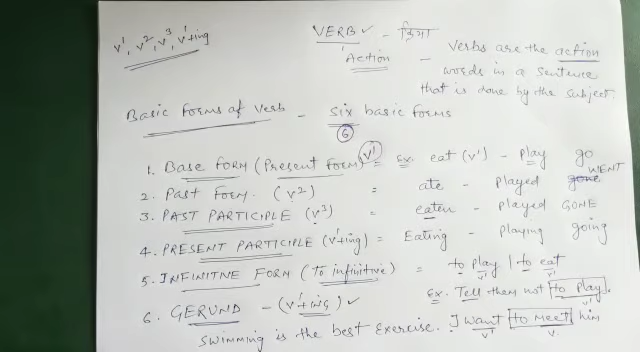 v¹, v², v³, v¹+ing
VERB ✓ - क्रिया
Action - Verbs are the action
words in a sentence
that is done by the subject.
Basic forms of Verb - six basic forms
(6)
1. Base FORM (Present form) (v¹) = Ex. eat (v¹) - play go
2. Past Form. (v²) = ate - played gone WENT
3. PAST PARTICIPLE (v³) = eaten - played GONE
4. PRESENT PARTICIPLE (v¹+ing) = Eating - playing going
5. INFINITIVE FORM (To infinitive) = to play | to eat
v¹ v¹
Ex. Tell them not to play.
v¹
6. GERUND - (v¹+ing) ✓
swimming is the best Exercise. I want to meet him
v¹ v.